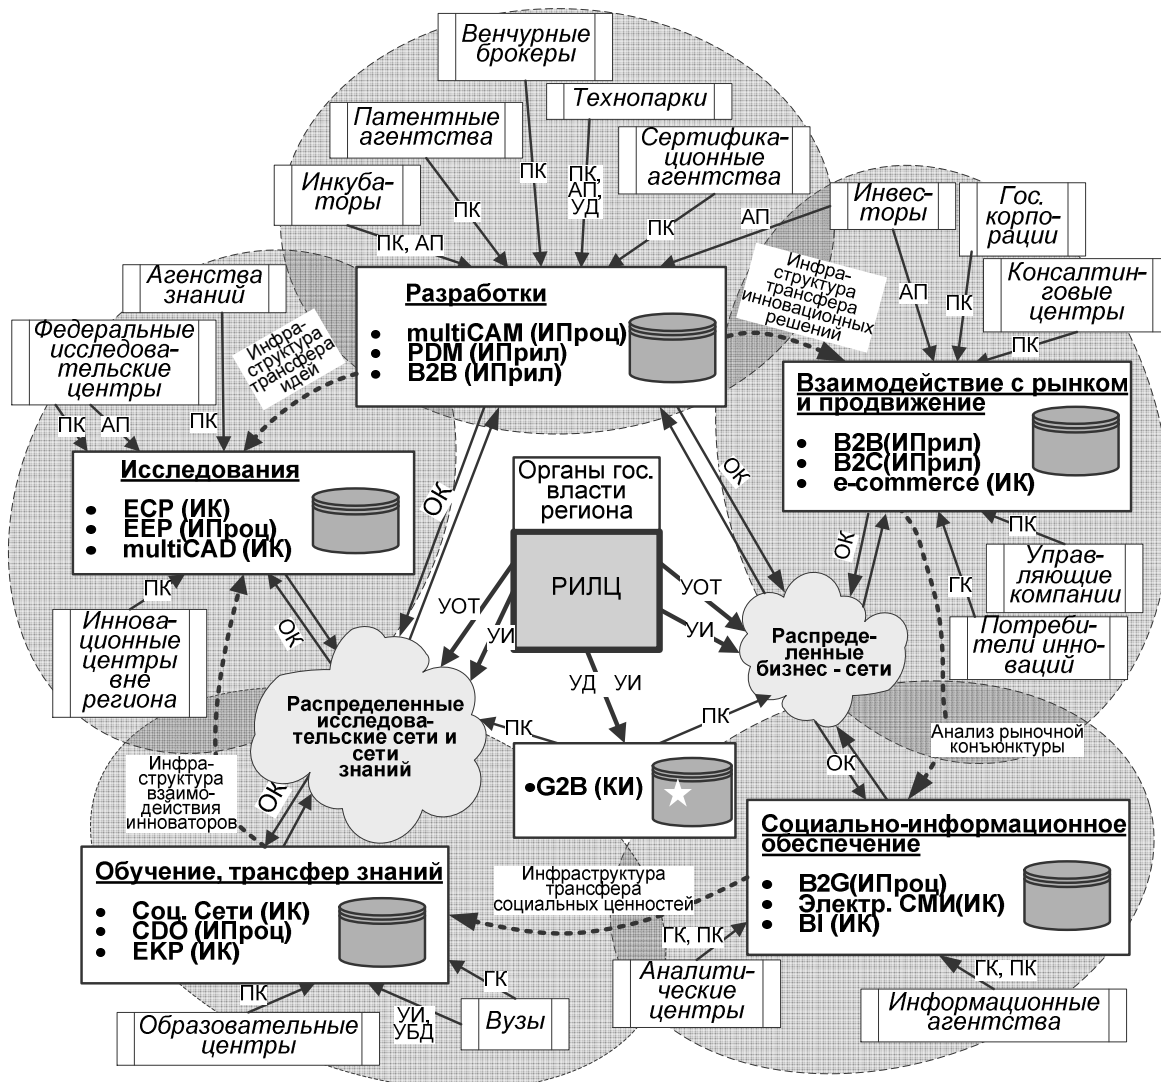 Венчурные
брокеры
Технопарки
Патентные
агентства
Сертифика-
ционные
агентства
Инкуба-
торы
ПК
ПК,
АП,
УД
ПК
ПК
ПК, АП
АП
Инвес-
торы
Гос.
корпо-
рации
Консалтин-
говые
центры
АП
ПК
ПК
Агенства
знаний
Федеральные
исследова-
тельские
центры
ПК
АП
ПК
Инфра-
структура
трансфера
идей
Разработки
• multiCAM (ИПроц)
• PDM (ИПрил)
• B2B (ИПрил)
Инфра-
структура
трансфера
инновационных
решений
Взаимодействие с рынком
и продвижение
• B2B(ИПрил)
• B2C(ИПрил)
• e-commerce (ИК)
Исследования
• ECP (ИК)
• EEP (ИПроц)
• multiCAD (ИК)
ОК
ОК
Органы гос.
власти
региона
РИЛЦ
УОТ
УИ
УОТ
УИ
УД
УИ
ОК
ПК
ГК
Управ-
ляющие
компании
Потреби-
тели инно-
ваций
ПК
Иннова-
ционные
центры
вне
региона
ОК
Распреде-
ленные
бизнес - сети
Распределенные
исследова-
тельские сети и
сети
знаний
ПК
ПК
•G2B (КИ)
Анализ рыночной
конъюнктуры
ОК
Инфра-
структура
взаимо-
действия
инноваторов
ОК
Обучение, трансфер знаний
• Соц. Сети (ИК)
• CDO (ИПроц)
• EKP (ИК)
Инфраструктура
трансфера
социальных ценностей
Социально-информационное
обеспечение
• B2G(ИПроц)
• Электр. СМИ(ИК)
• BI (ИК)
ПК
УИ,
УБД
ГК
Образовательные
центры
Вузы
ГК, ПК
Аналити-
ческие
центры
ГК, ПК
Информационные
агентства